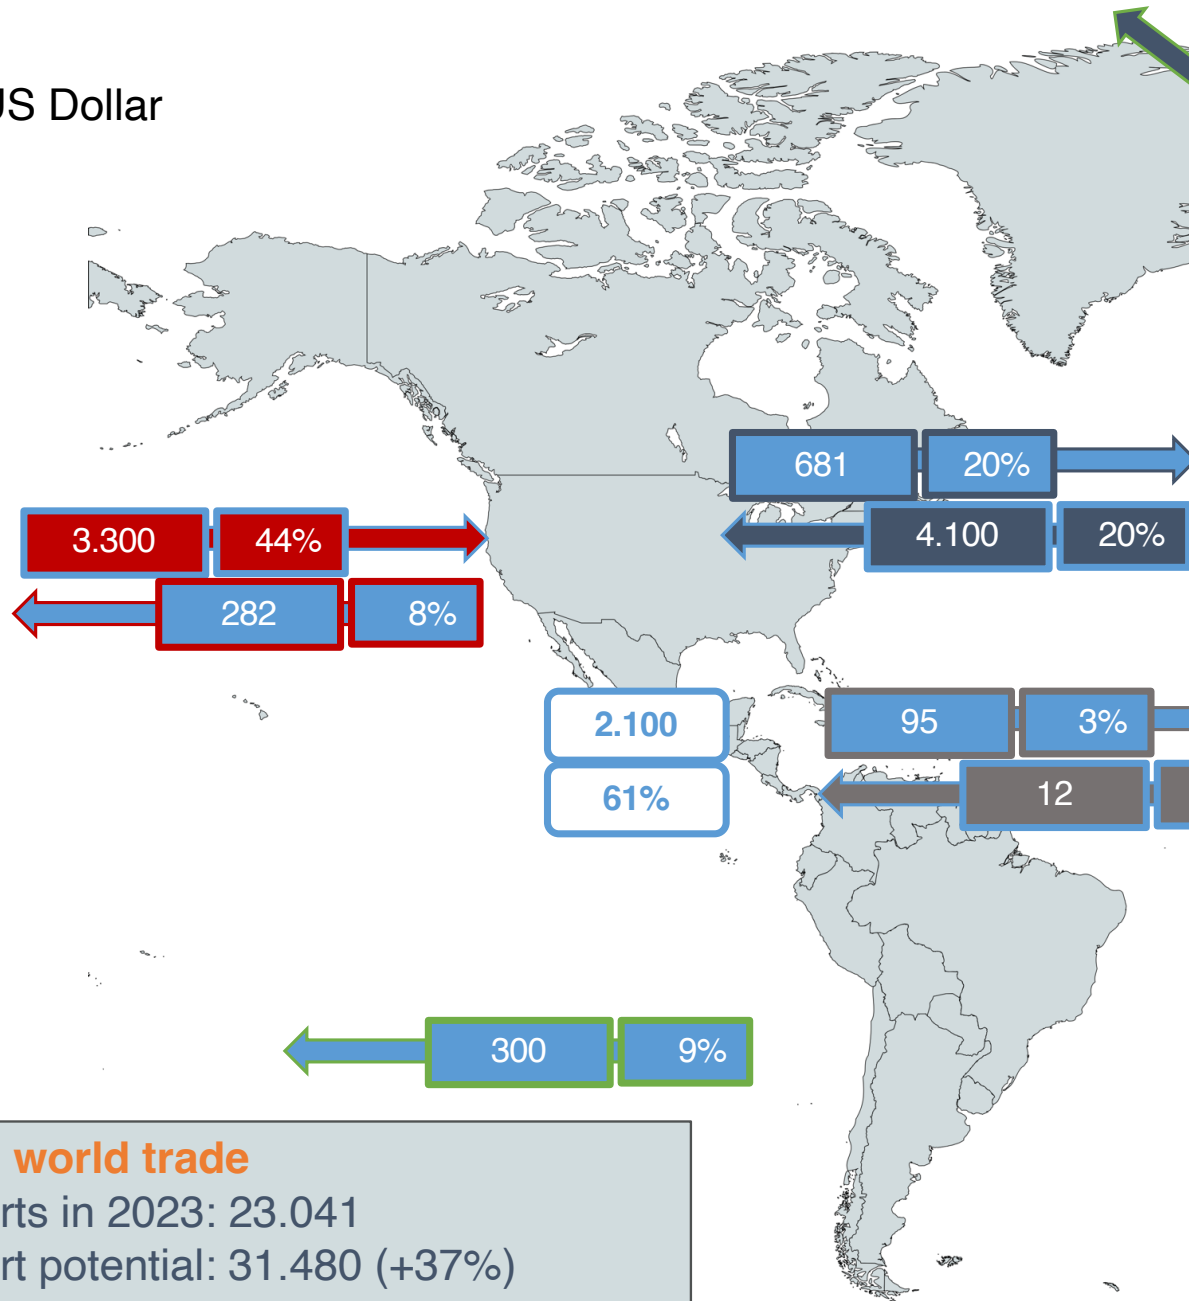 US Dollar
681 20%
3.300 44%
4.100 20%
282 8%
2.100
95 3%
61%
12
300 9%
world trade
rts in 2023: 23.041
rt potential: 31.480 (+37%)